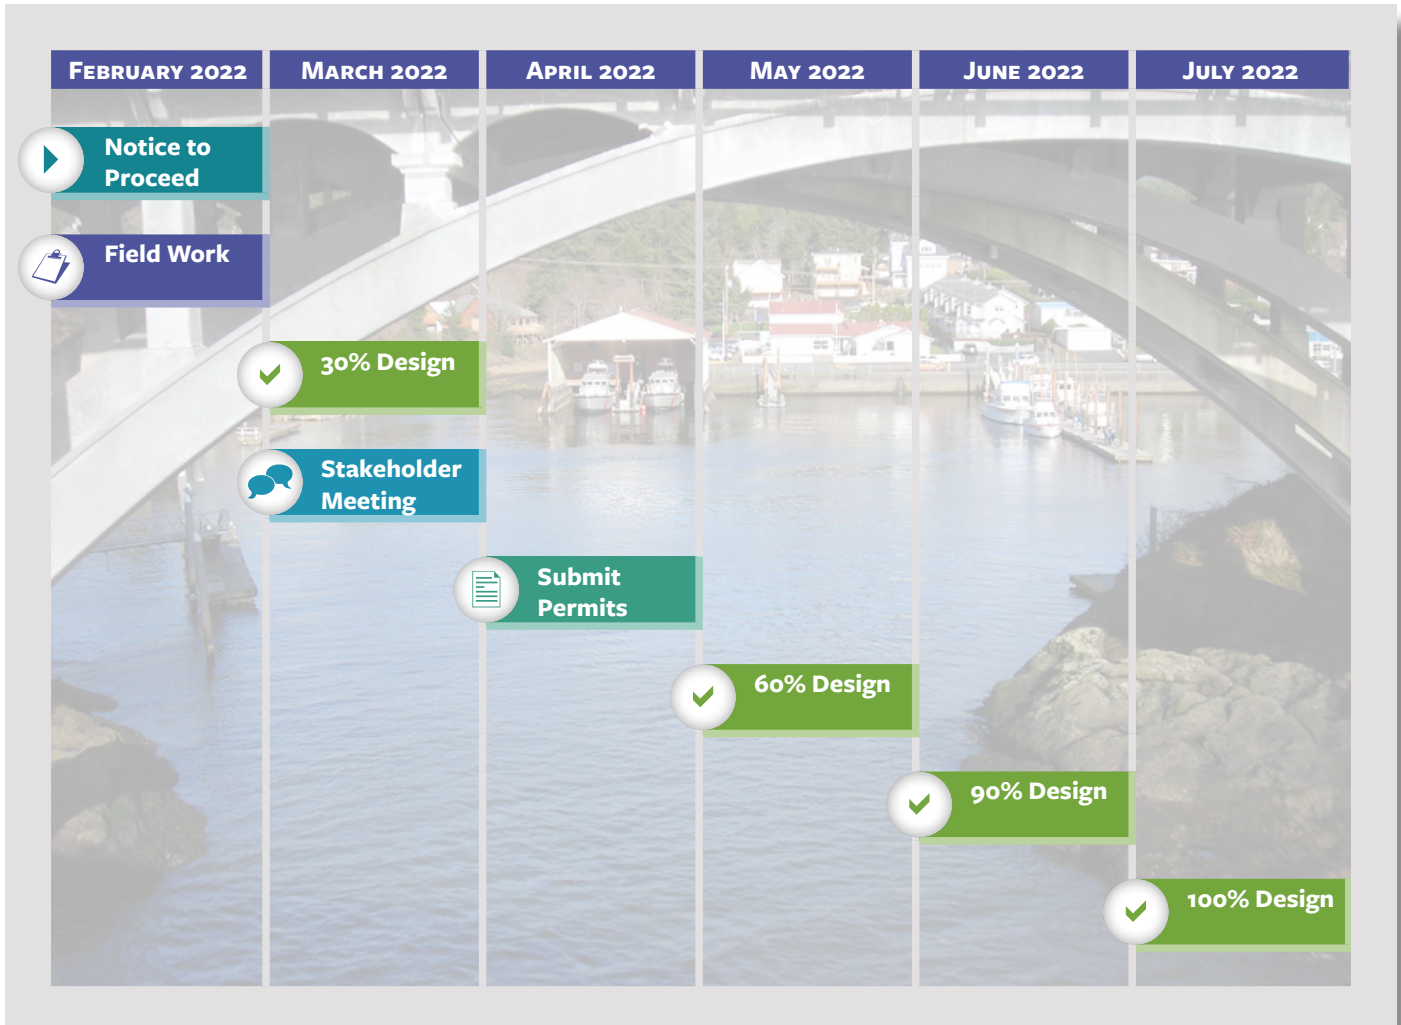 February 2022
March 2022
April 2022
May 2022
June 2022
July 2022
Notice to
Proceed
Field Work
30% Design
Stakeholder
Meeting
Submit
Permits
60% Design
90% Design
100% Design